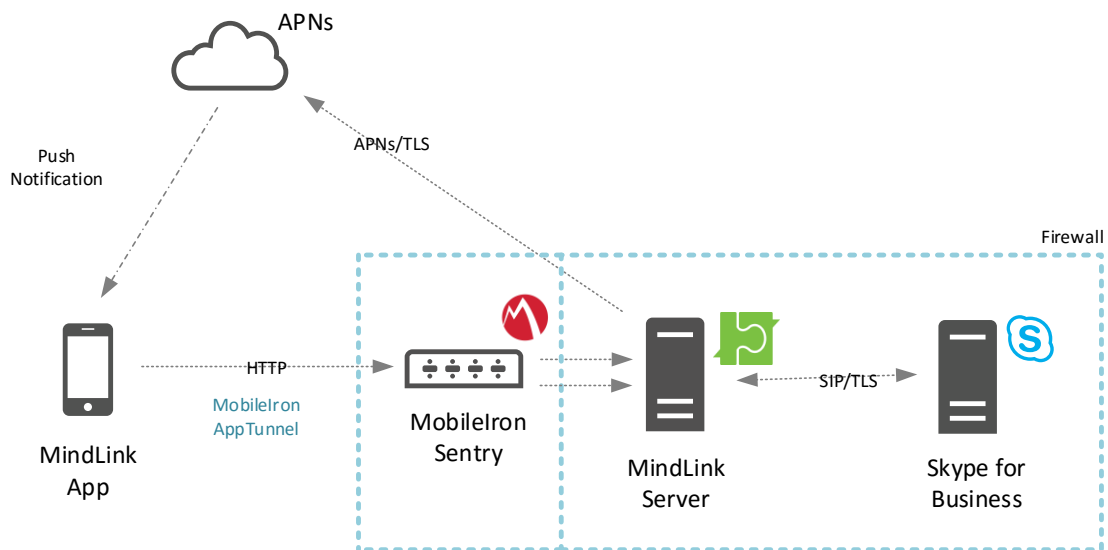 APNs
APNs/TLS
Push
Notification
Firewall
HTTP
MobileIron
AppTunnel
SIP/TLS
MindLink
App
MobileIron
Sentry
MindLink
Server
Skype for
Business
S